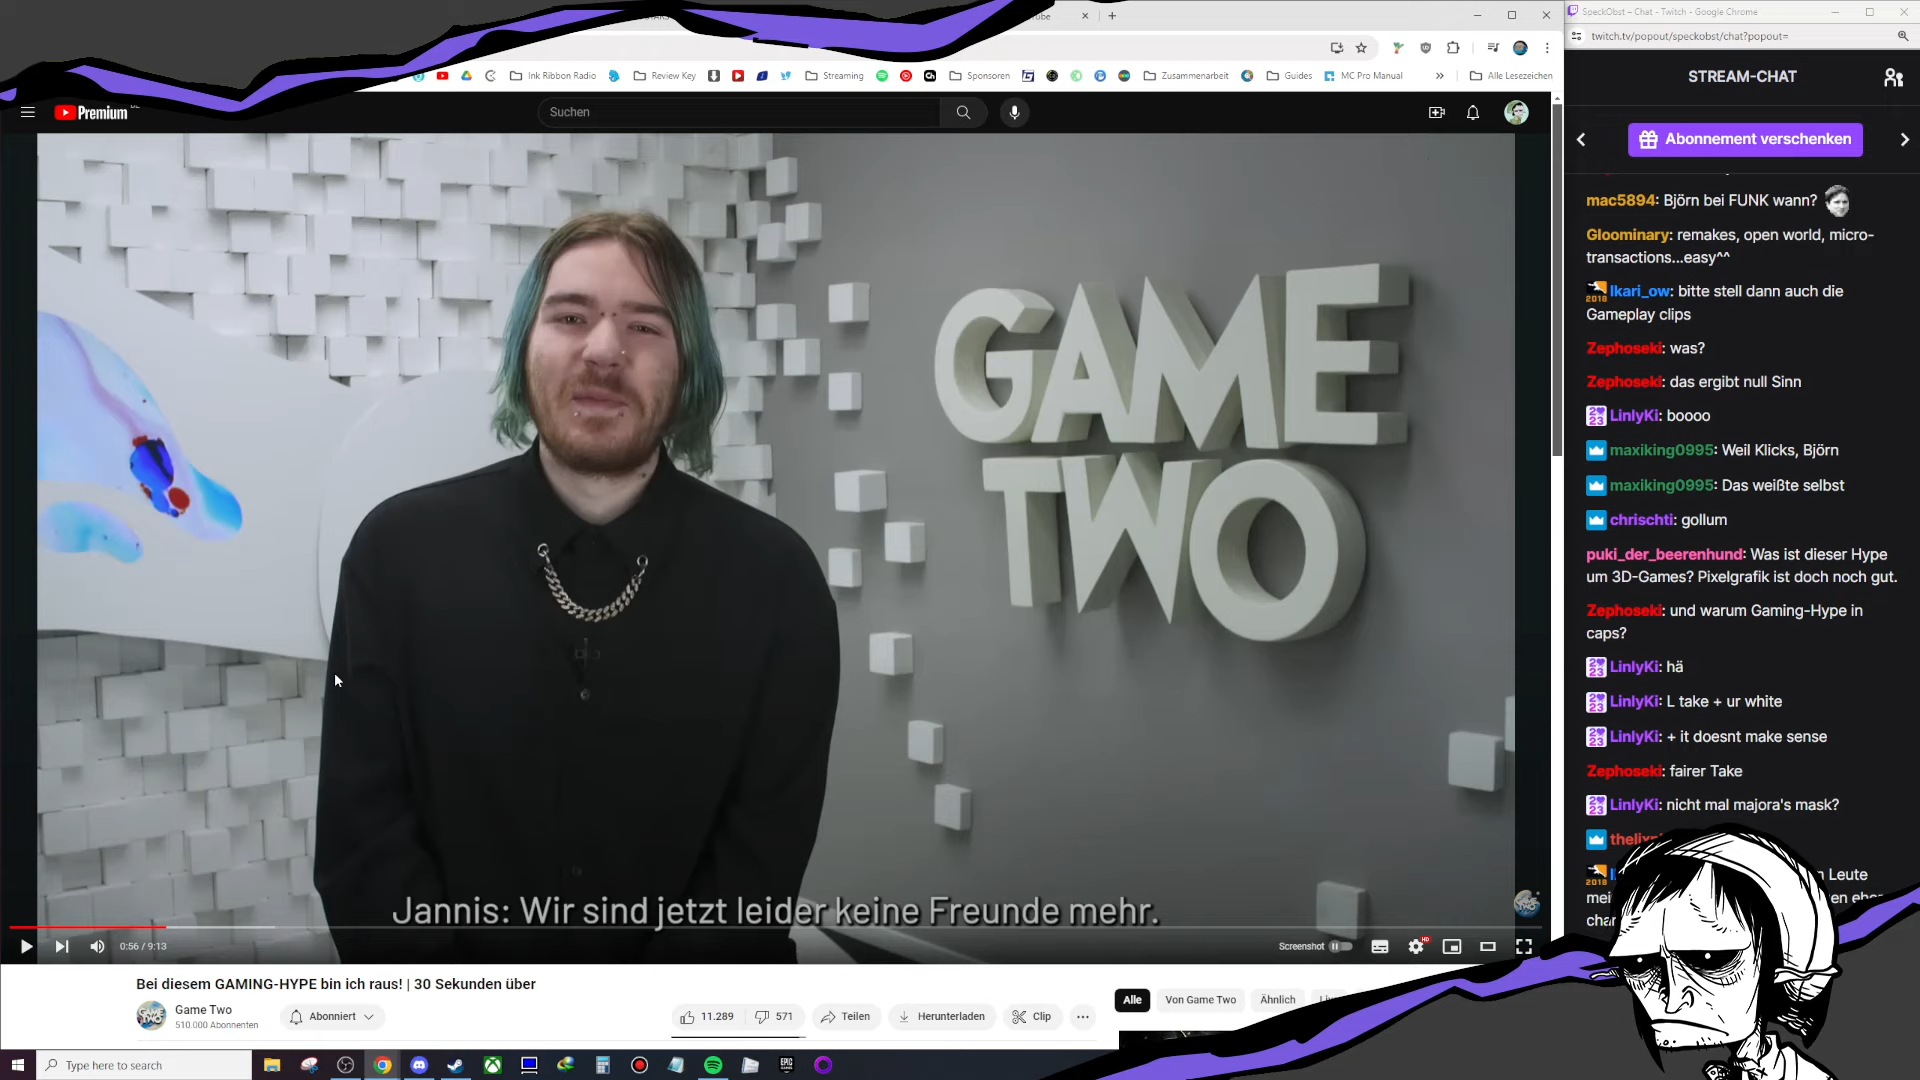 SpeckObst – Chat - Twitch - Google Chrome
twitch.tv/popout/speckobst/chat?popout=
Ink Ribbon Radio
Review Key
Streaming
Sponsoren
Zusammenarbeit
Guides
MC Pro Manual
Alle Lesezeichen
Premium
Suchen
GAME
TWO
Jannis: Wir sind jetzt leider keine Freunde mehr.
0:56 / 9:13
Screenshot
HD
Bei diesem GAMING-HYPE bin ich raus! | 30 Sekunden über
Game Two
510.000 Abonnenten
Abonniert
11.289
571
Teilen
Herunterladen
Clip
Alle
Von Game Two
Ähnlich
Type here to search
STREAM-CHAT
Abonnement verschenken
mac5894: Björn bei FUNK wann?
Gloominary: remakes, open world, micro-
transactions...easy^^
Ikari_ow: bitte stell dann auch die
Gameplay clips
Zephoseki: was?
Zephoseki: das ergibt null Sinn
LinlyKi: boooo
maxiking0995: Weil Klicks, Björn
maxiking0995: Das weißte selbst
chrischti: gollum
puki_der_beerenhund: Was ist dieser Hype
um 3D-Games? Pixelgrafik ist doch noch gut.
Zephoseki: und warum Gaming-Hype in
caps?
LinlyKi: hä
LinlyKi: L take + ur white
LinlyKi: + it doesnt make sense
Zephoseki: fairer Take
LinlyKi: nicht mal majora's mask?
Leute